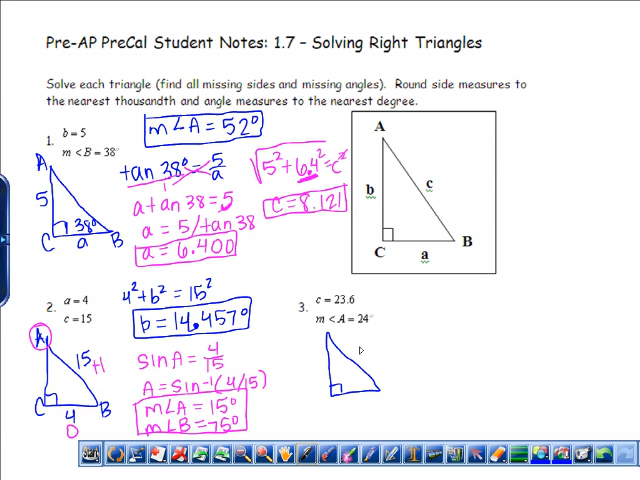 Pre-AP PreCal Student Notes: 1.7 – Solving Right Triangles
Solve each triangle (find all missing sides and missing angles). Round side measures to
the nearest thousandth and angle measures to the nearest degree.
1. b = 5
m < B = 38°
m∠A = 52°
A
5
C
38°
a
B
tan 38° = 5/a
1
a tan 38 = 5
a = 5/tan 38
a = 6.400
√5² + 6.4² = c²
c = 8.121
A
b
c
C
a
B
2. a = 4
c = 15
4² + b² = 15²
b = 14.457°
A
15 H
C
4
B
O
sin A = 4/15
A = sin⁻¹(4/15)
m∠A = 15°
m∠B = 75°
3. c = 23.6
m < A = 24°